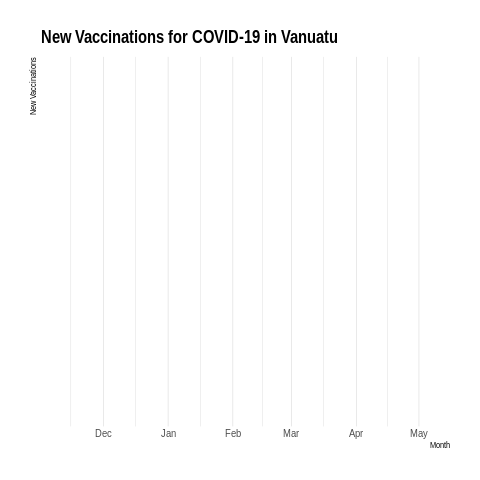 New Vaccinations for COVID-19 in Vanuatu
New Vaccinations
Dec Jan Feb Mar Apr May
Month